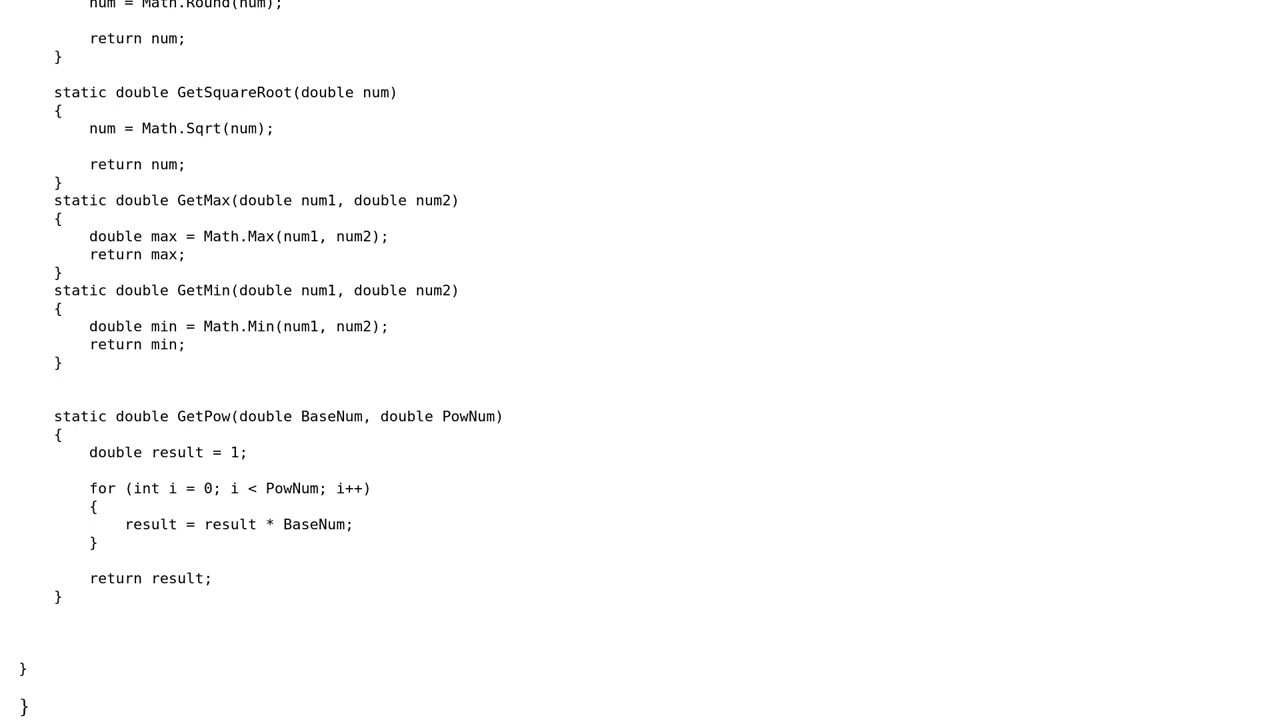 num = Math.Round(num);
return num;
}
static double GetSquareRoot(double num)
{
num = Math.Sqrt(num);
return num;
}
static double GetMax(double num1, double num2)
{
double max = Math.Max(num1, num2);
return max;
}
static double GetMin(double num1, double num2)
{
double min = Math.Min(num1, num2);
return min;
}
static double GetPow(double BaseNum, double PowNum)
{
double result = 1;
for (int i = 0; i < PowNum; i++)
{
result = result * BaseNum;
}
return result;
}
}
}